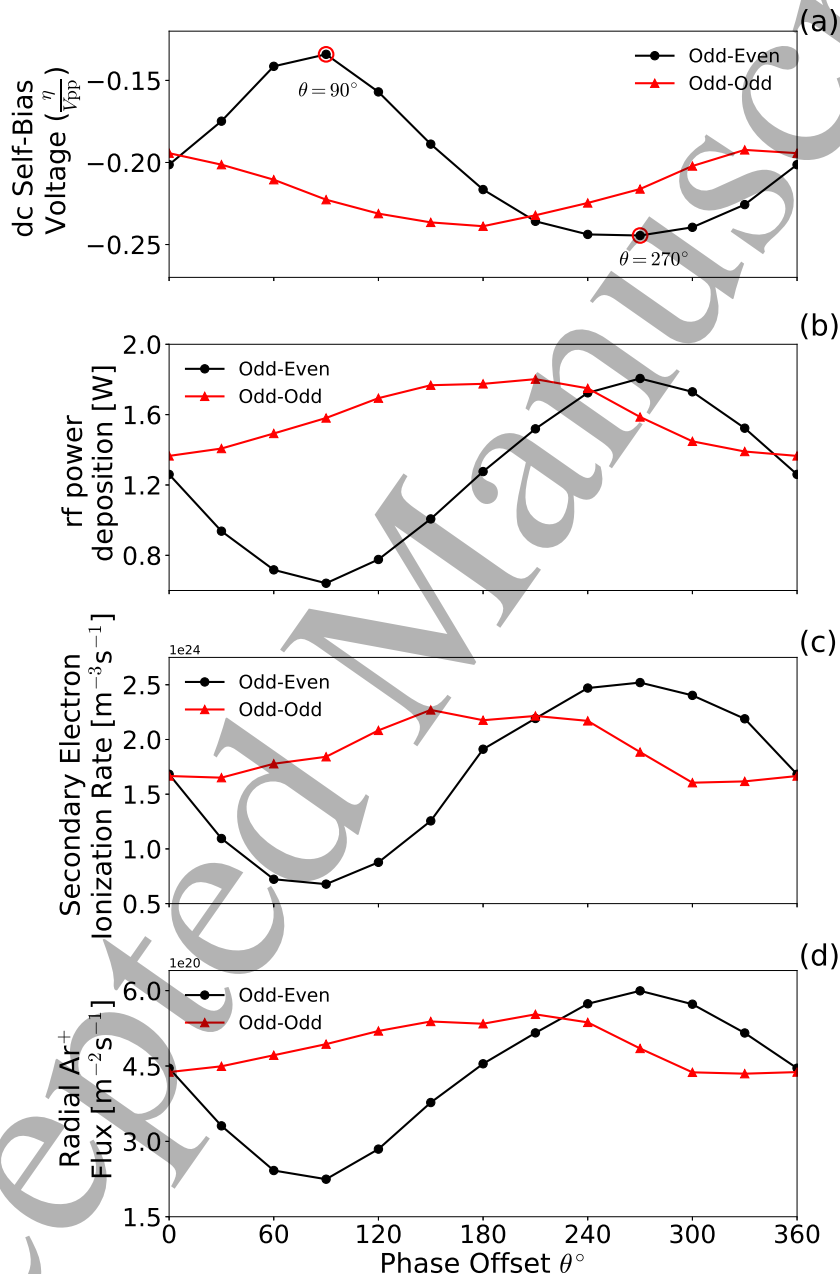 (a)
dc Self-Bias
Voltage (η/Vpp)
−0.15
−0.20
−0.25
Odd-Even
Odd-Odd
θ = 90°
θ = 270°
(b)
rf power
deposition [W]
2.0
1.6
1.2
0.8
Odd-Even
Odd-Odd
(c)
Secondary Electron
Ionization Rate [m⁻³s⁻¹]
1e24
2.5
2.0
1.5
1.0
0.5
Odd-Even
Odd-Odd
(d)
Radial Ar⁺
Flux [m⁻²s⁻¹]
1e20
6.0
4.5
3.0
1.5
Odd-Even
Odd-Odd
0 60 120 180 240 300 360
Phase Offset θ°
epted Manusc